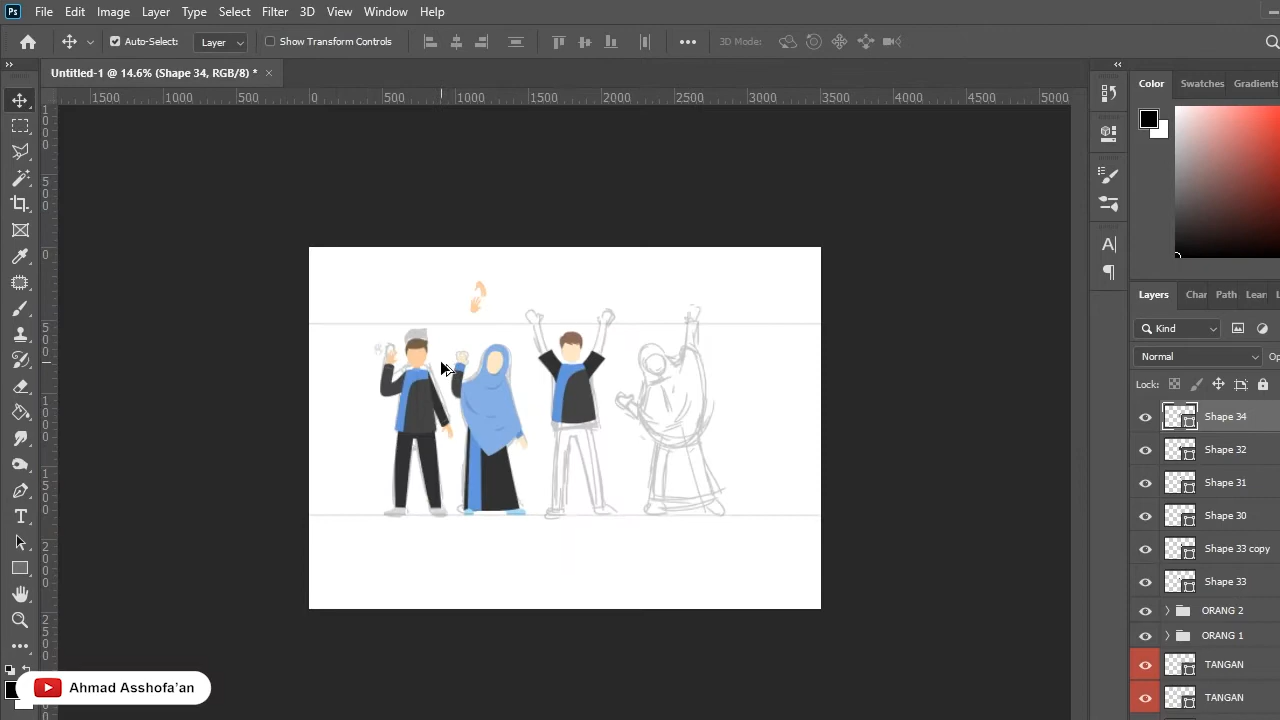 Ps File Edit Image Layer Type Select Filter 3D View Window Help
Auto-Select: Layer Show Transform Controls 3D Mode:
Untitled-1 @ 14.6% (Shape 34, RGB/8) * ×
1500 1000 500 0 500 1000 1500 2000 2500 3000 3500 4000 4500 5000
Color Swatches Gradients
Layers Char Path Lear
Kind
Normal Op
Lock:
Shape 34
Shape 32
Shape 31
Shape 30
Shape 33 copy
Shape 33
ORANG 2
ORANG 1
TANGAN
TANGAN
Ahmad Asshofa'an